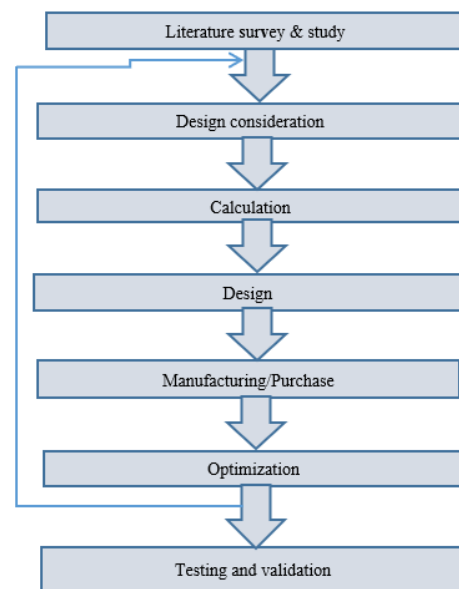 Literature survey & study
Design consideration
Calculation
Design
Manufacturing/Purchase
Optimization
Testing and validation